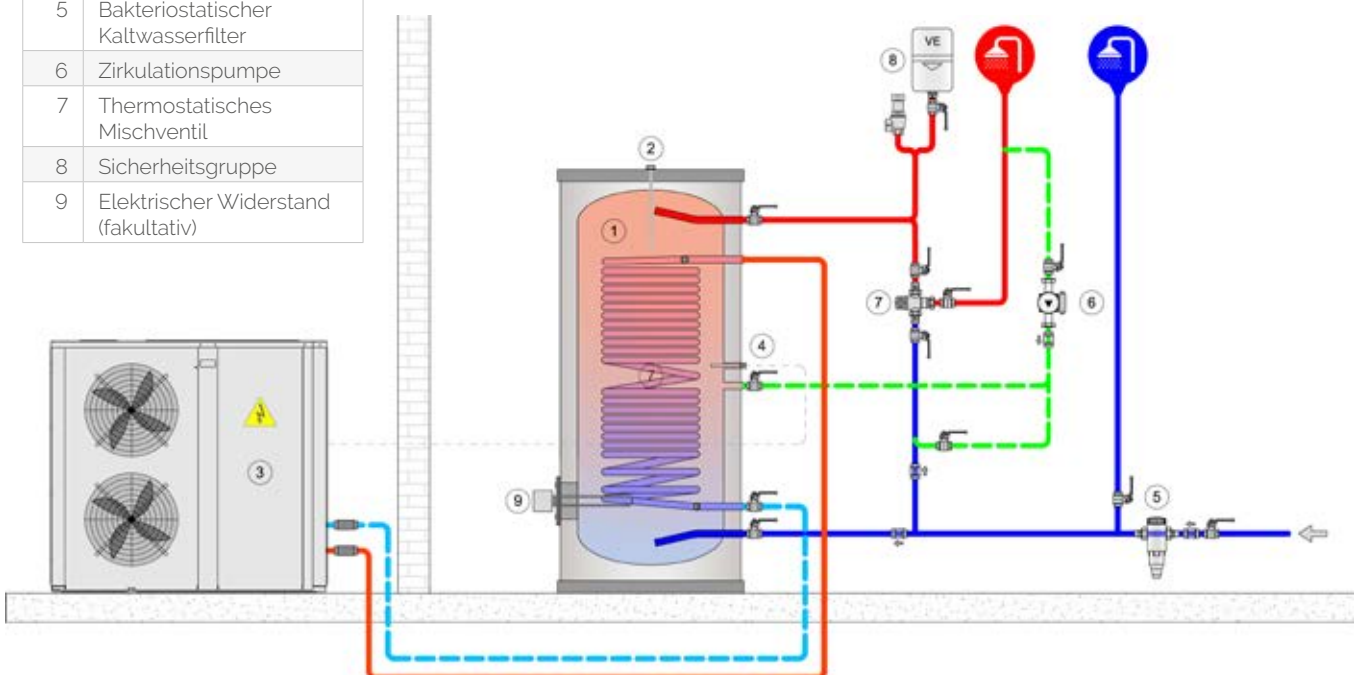 5 Bakteriostatischer
Kaltwasserfilter
6 Zirkulationspumpe
7 Thermostatisches
Mischventil
8 Sicherheitsgruppe
9 Elektrischer Widerstand
(fakultativ)
VE
8
2
1
7
6
4
7
3
9
5